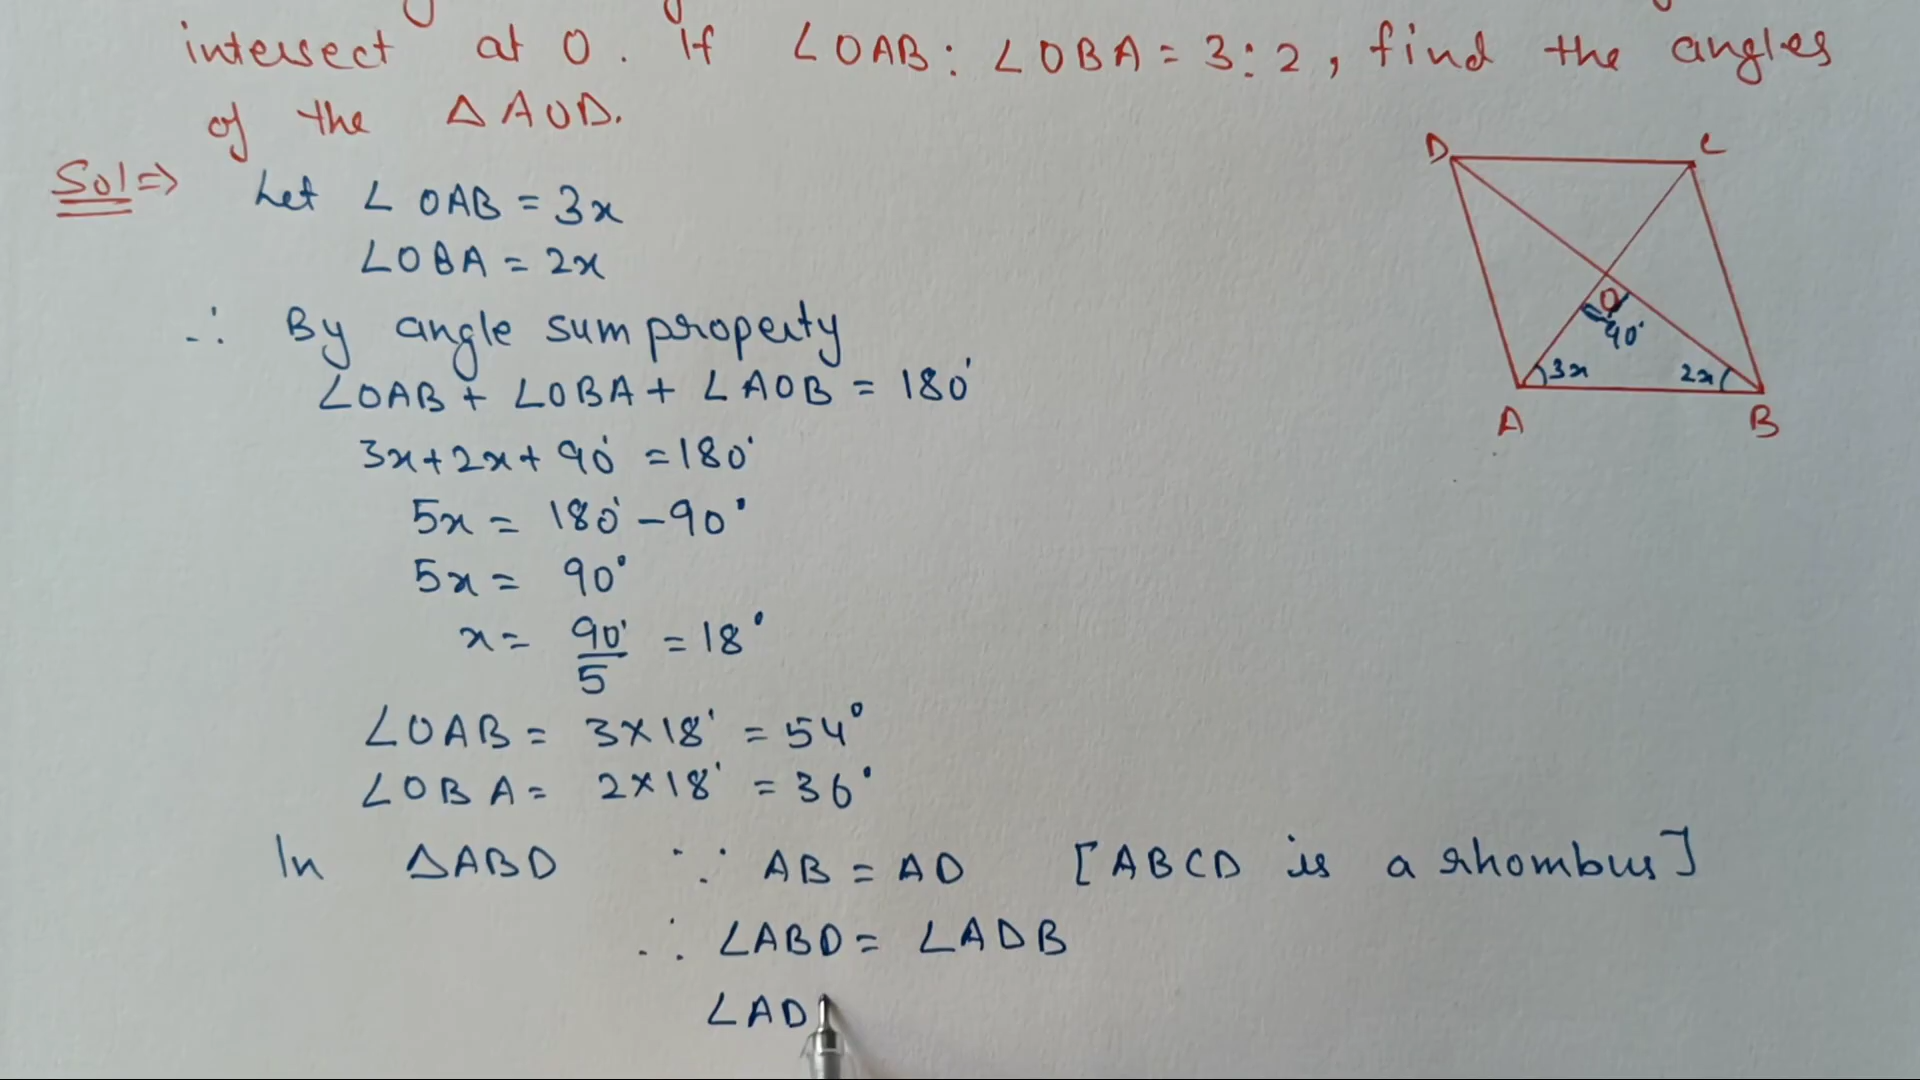 intersect at O. If ∠OAB : ∠OBA = 3:2, find the angles
of the ΔAOD.
Sol ⇒ Let ∠OAB = 3x
∠OBA = 2x
∴ By angle sum property
∠OAB + ∠OBA + ∠AOB = 180°
3x + 2x + 90° = 180°
5x = 180° - 90°
5x = 90°
x = 90°/5 = 18°
∠OAB = 3×18° = 54°
∠OBA = 2×18° = 36°
In ΔABD ∵ AB = AD [ABCD is a rhombus]
∴ ∠ABD = ∠ADB
∠AD
D C
O
90°
3x 2x
A B